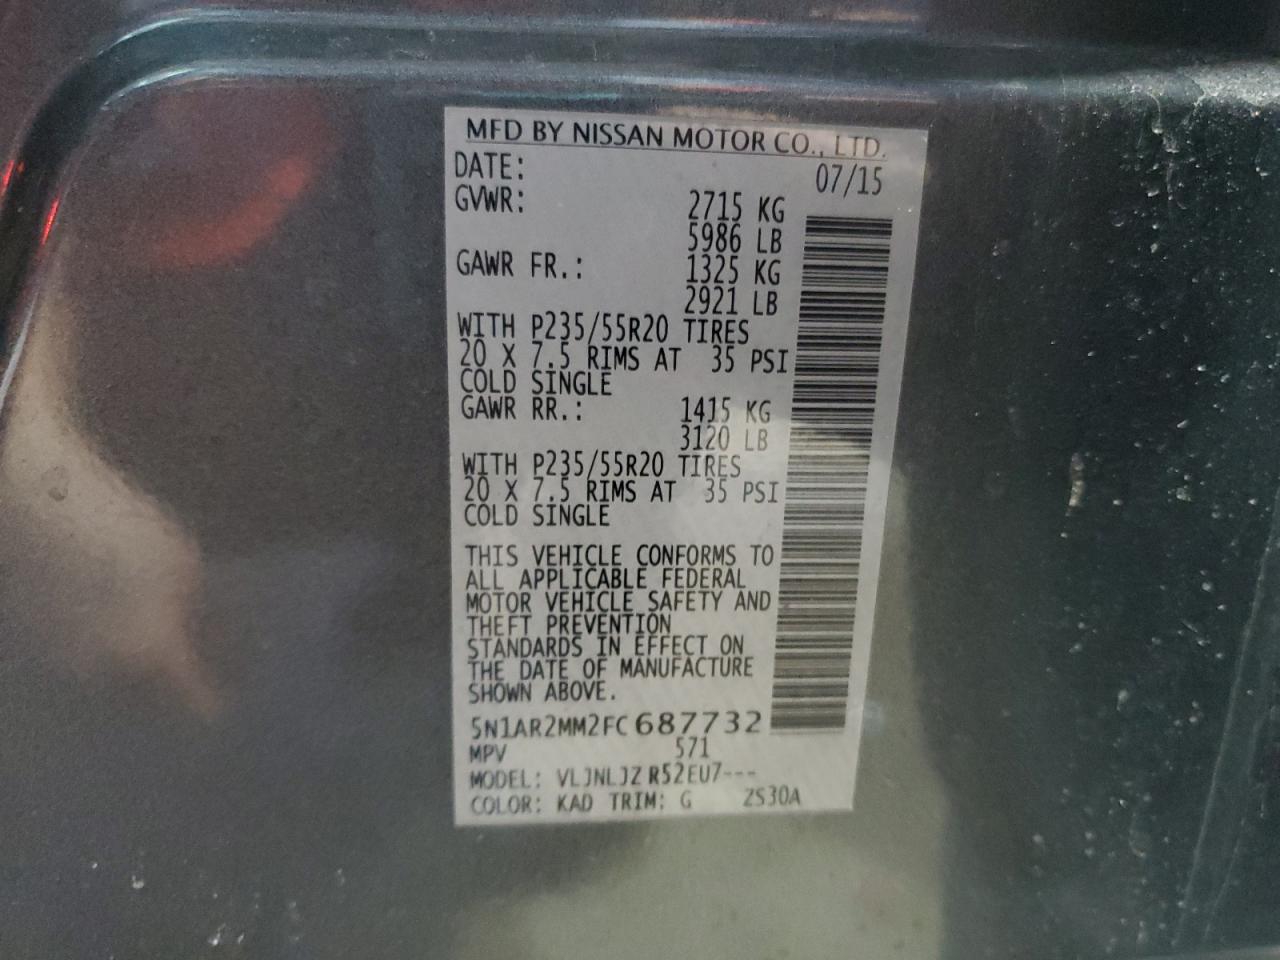 MFD BY NISSAN MOTOR CO., LTD.
DATE: 07/15
GVWR: 2715 KG
5986 LB
GAWR FR.: 1325 KG
2921 LB
WITH P235/55R20 TIRES
20 X 7.5 RIMS AT 35 PSI
COLD SINGLE
GAWR RR.: 1415 KG
3120 LB
WITH P235/55R20 TIRES
20 X 7.5 RIMS AT 35 PSI
COLD SINGLE
THIS VEHICLE CONFORMS TO
ALL APPLICABLE FEDERAL
MOTOR VEHICLE SAFETY AND
THEFT PREVENTION
STANDARDS IN EFFECT ON
THE DATE OF MANUFACTURE
SHOWN ABOVE.
5N1AR2MM2FC687732
MPV 571
MODEL: VLJNLJZ R52EU7---
COLOR: KAD TRIM: G ZS30A